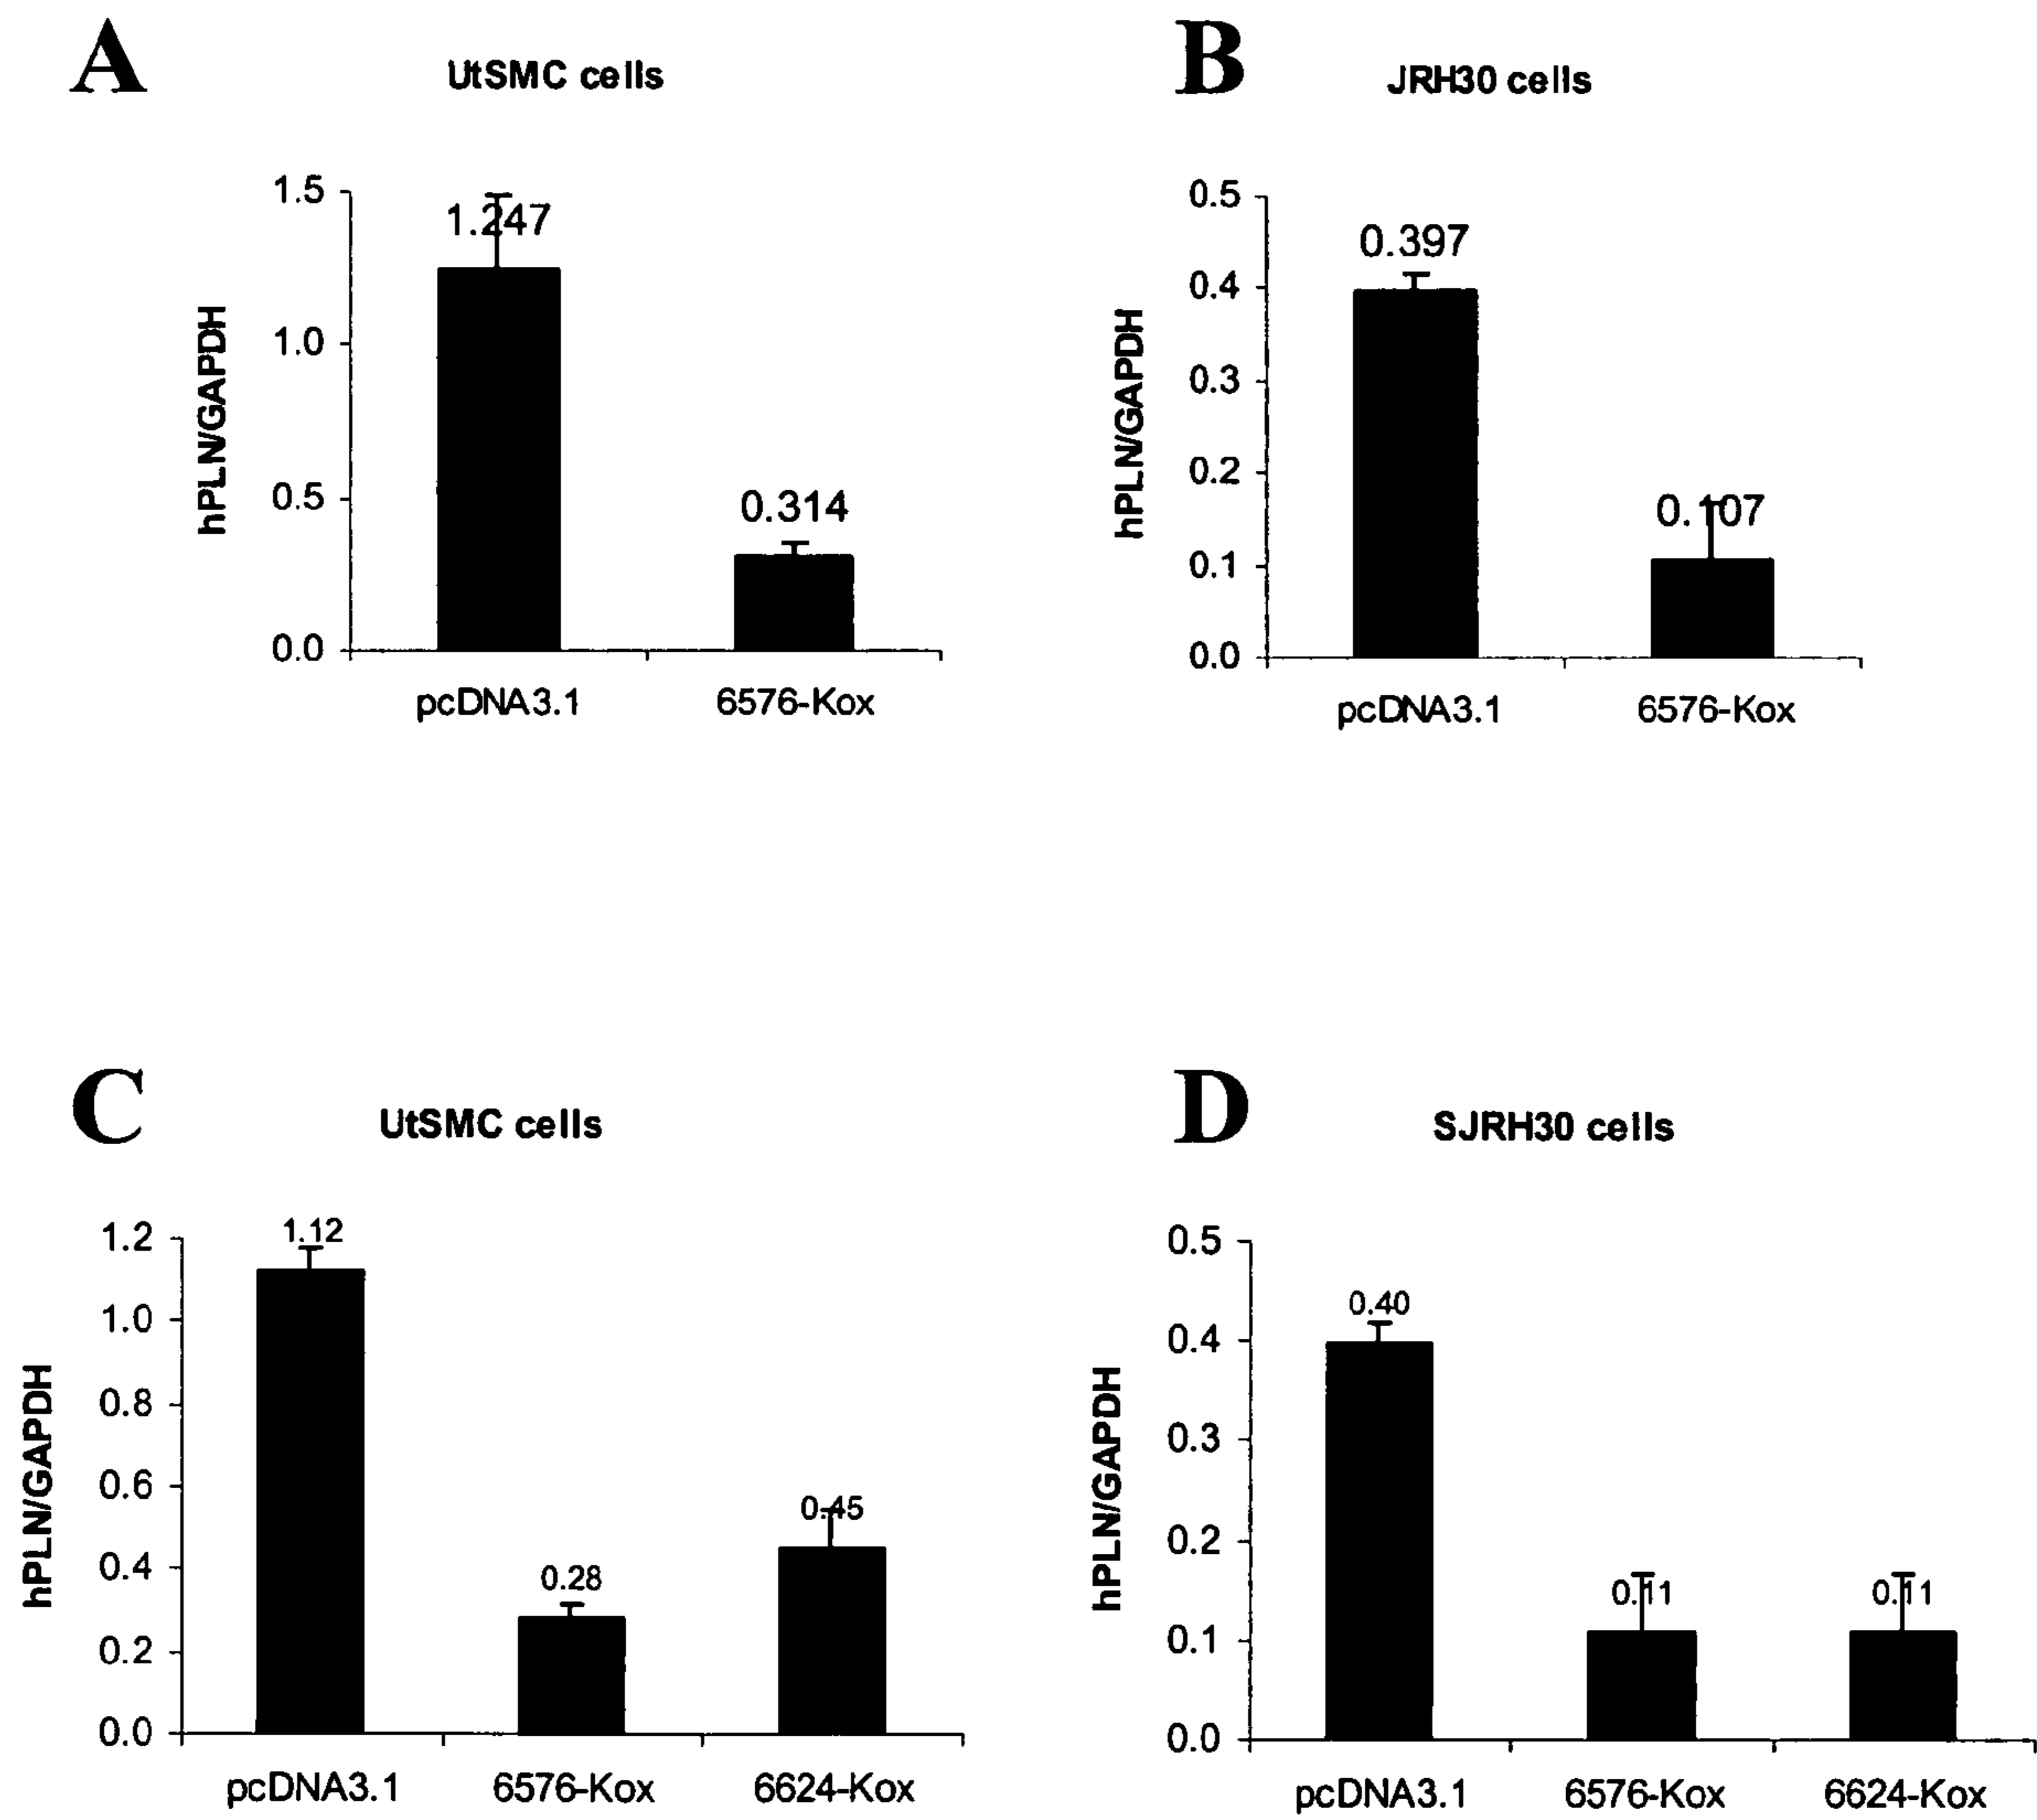 A
UtSMC cells
hPLN/GAPDH
1.5
1.0
0.5
0.0
1.247
0.314
pcDNA3.1
6576-Kox
B
JRH30 cells
hPLN/GAPDH
0.5
0.4
0.3
0.2
0.1
0.0
0.397
0.107
pcDNA3.1
6576-Kox
C
UtSMC cells
hPLN/GAPDH
1.2
1.0
0.8
0.6
0.4
0.2
0.0
1.12
0.28
0.45
pcDNA3.1
6576-Kox
6624-Kox
D
SJRH30 cells
hPLN/GAPDH
0.5
0.4
0.3
0.2
0.1
0.0
0.40
0.11
0.11
pcDNA3.1
6576-Kox
6624-Kox